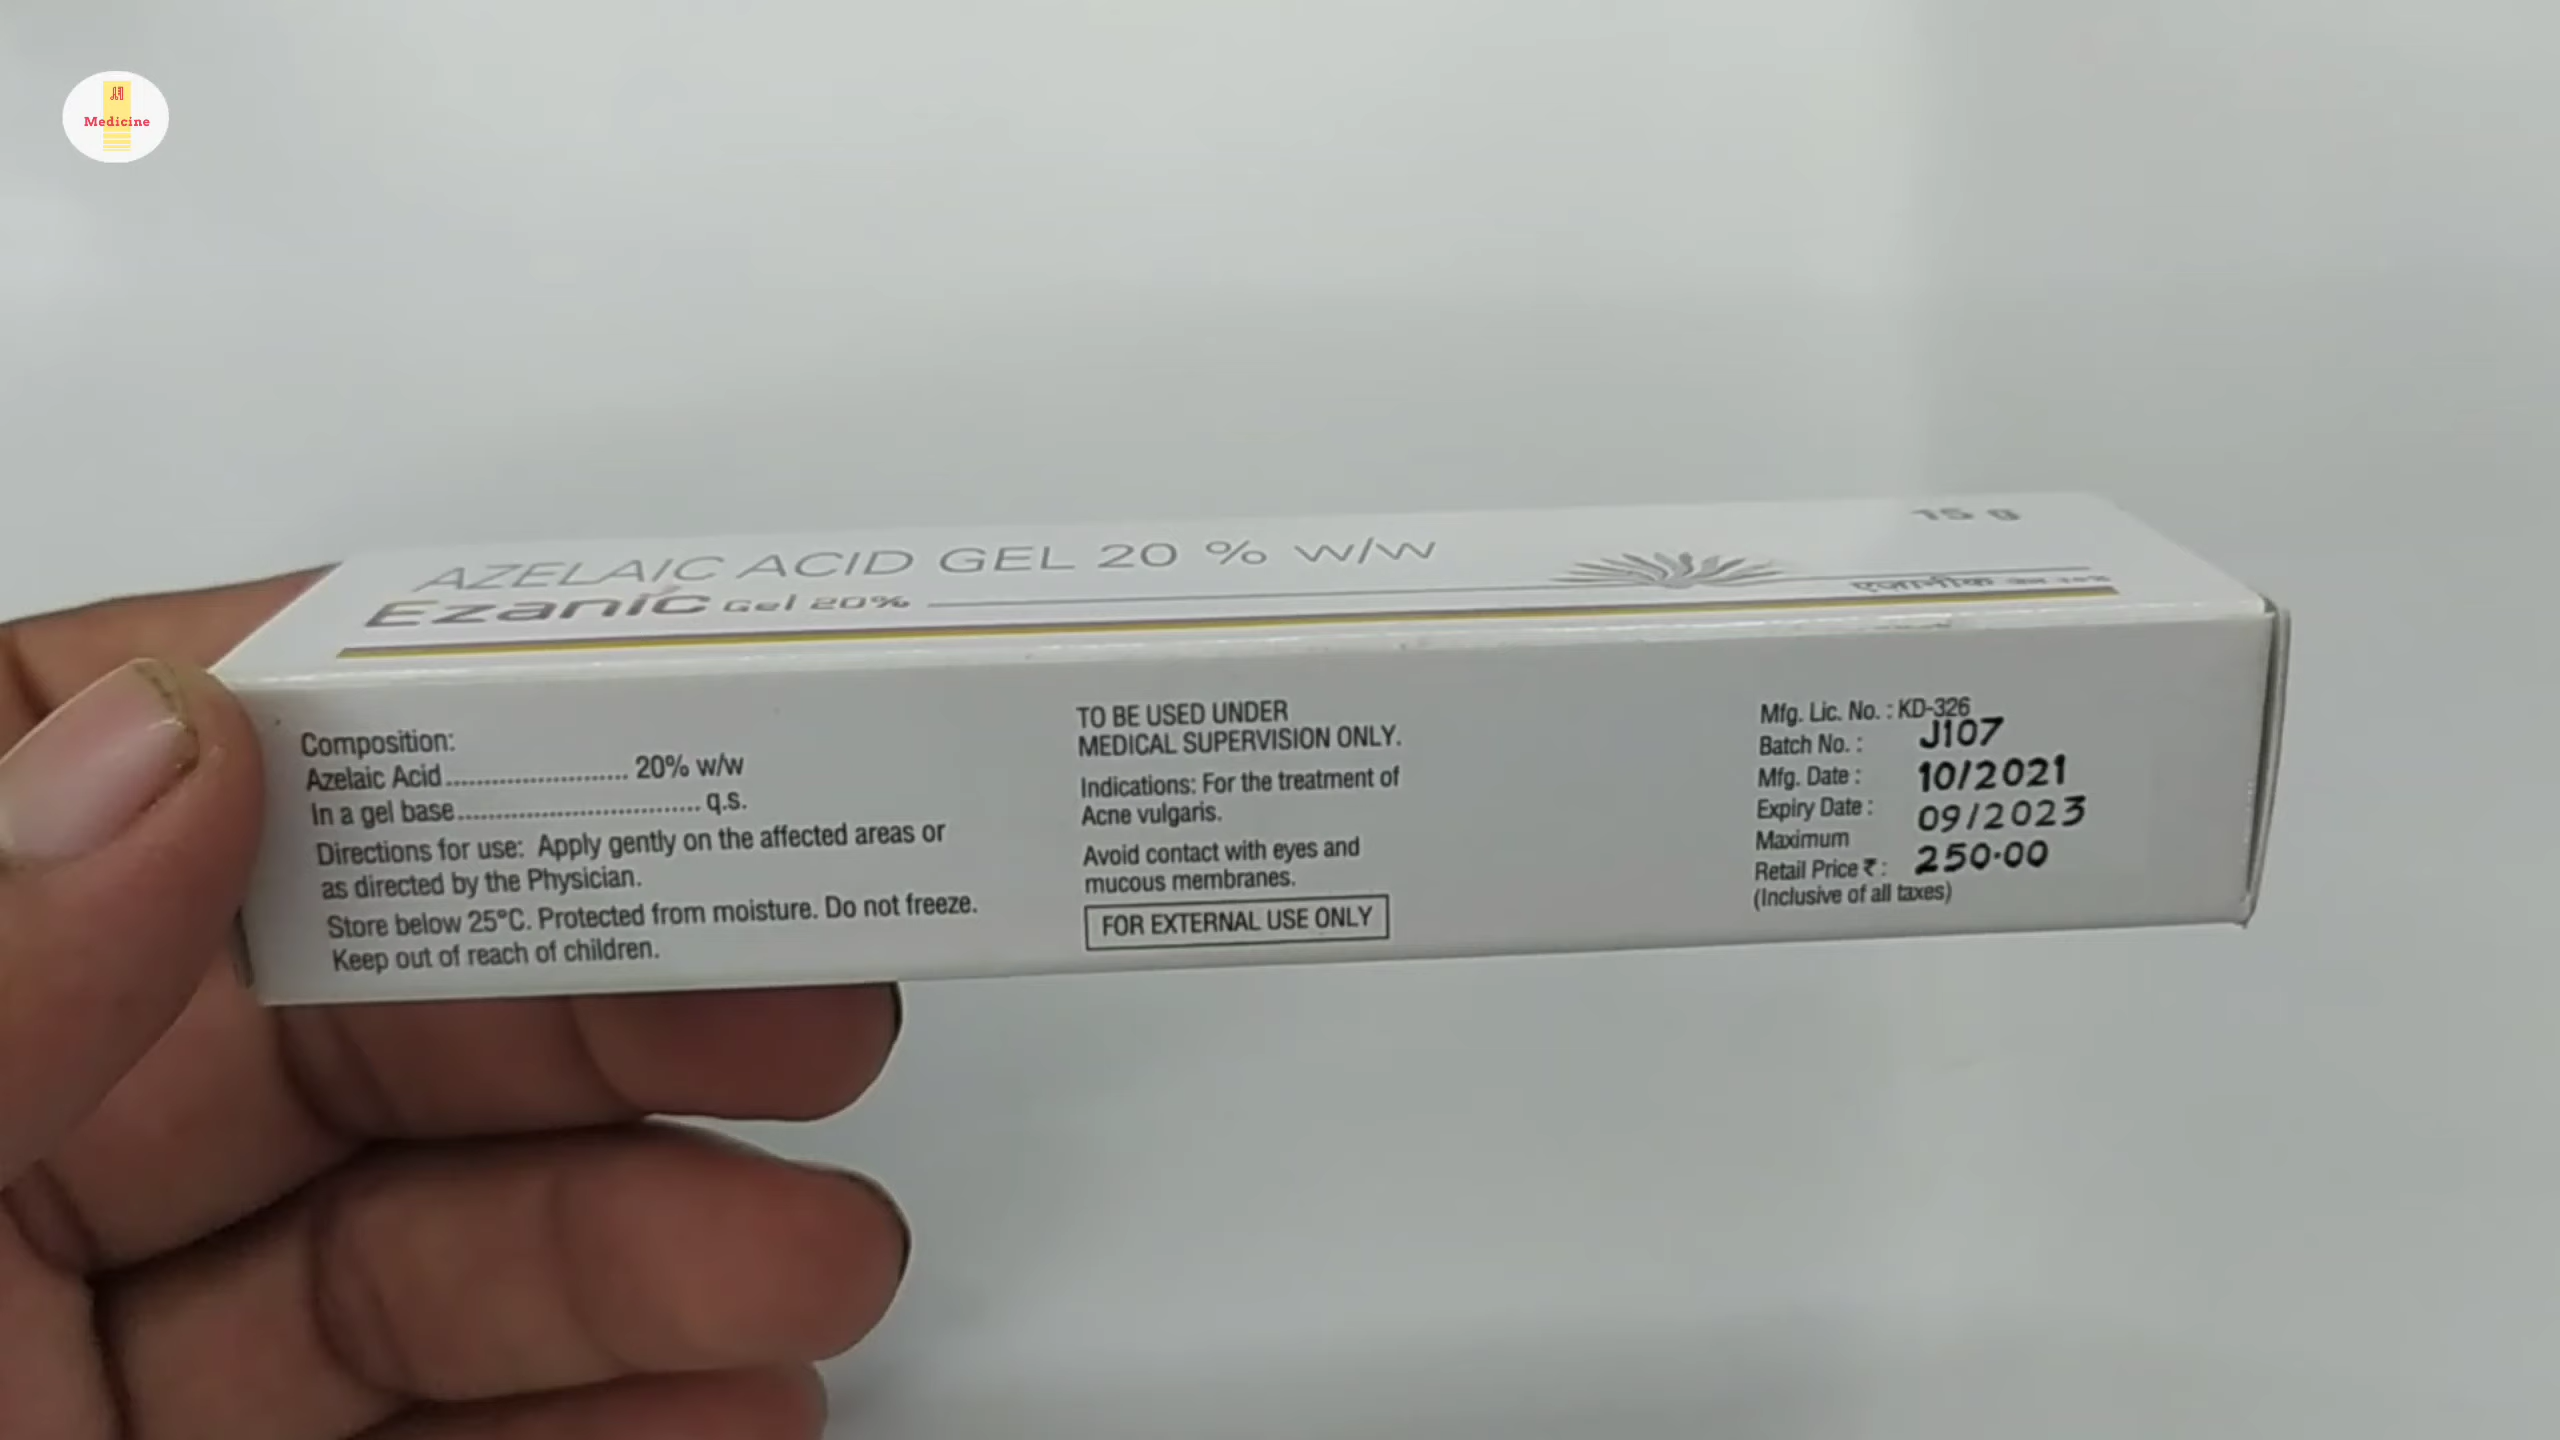 Medicine
15 g
AZELAIC ACID GEL 20 % w/w
Ezanic Gel 20%
एज़ानीक
Composition:
Azelaic Acid........................ 20% w/w
In a gel base................................ q.s.
Directions for use: Apply gently on the affected areas or
as directed by the Physician.
Store below 25°C. Protected from moisture. Do not freeze.
Keep out of reach of children.
TO BE USED UNDER
MEDICAL SUPERVISION ONLY.
Indications: For the treatment of
Acne vulgaris.
Avoid contact with eyes and
mucous membranes.
FOR EXTERNAL USE ONLY
Mfg. Lic. No. : KD-326
Batch No. : J107
Mfg. Date : 10/2021
Expiry Date : 09/2023
Maximum
Retail Price ₹ : 250.00
(Inclusive of all taxes)